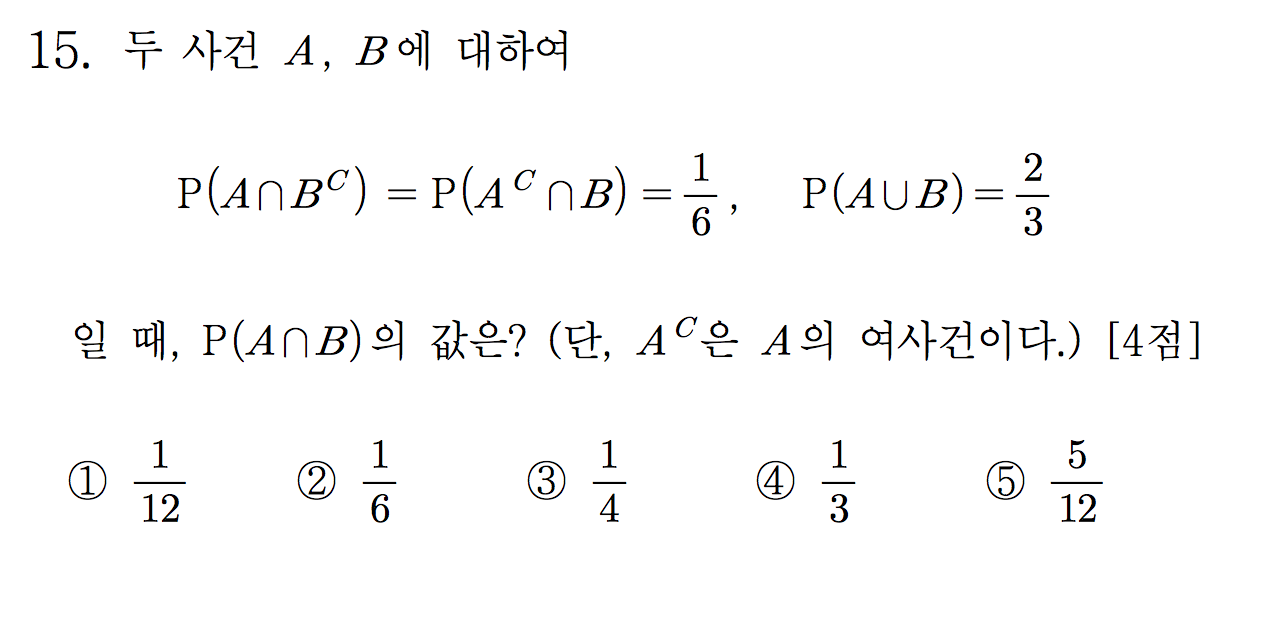 15. 두 사건 A, B에 대하여
P(A∩B^C) = P(A^C∩B) = 1/6, P(A∪B) = 2/3
일 때, P(A∩B)의 값은? (단, A^C은 A의 여사건이다.) [4점]
① 1/12 ② 1/6 ③ 1/4 ④ 1/3 ⑤ 5/12